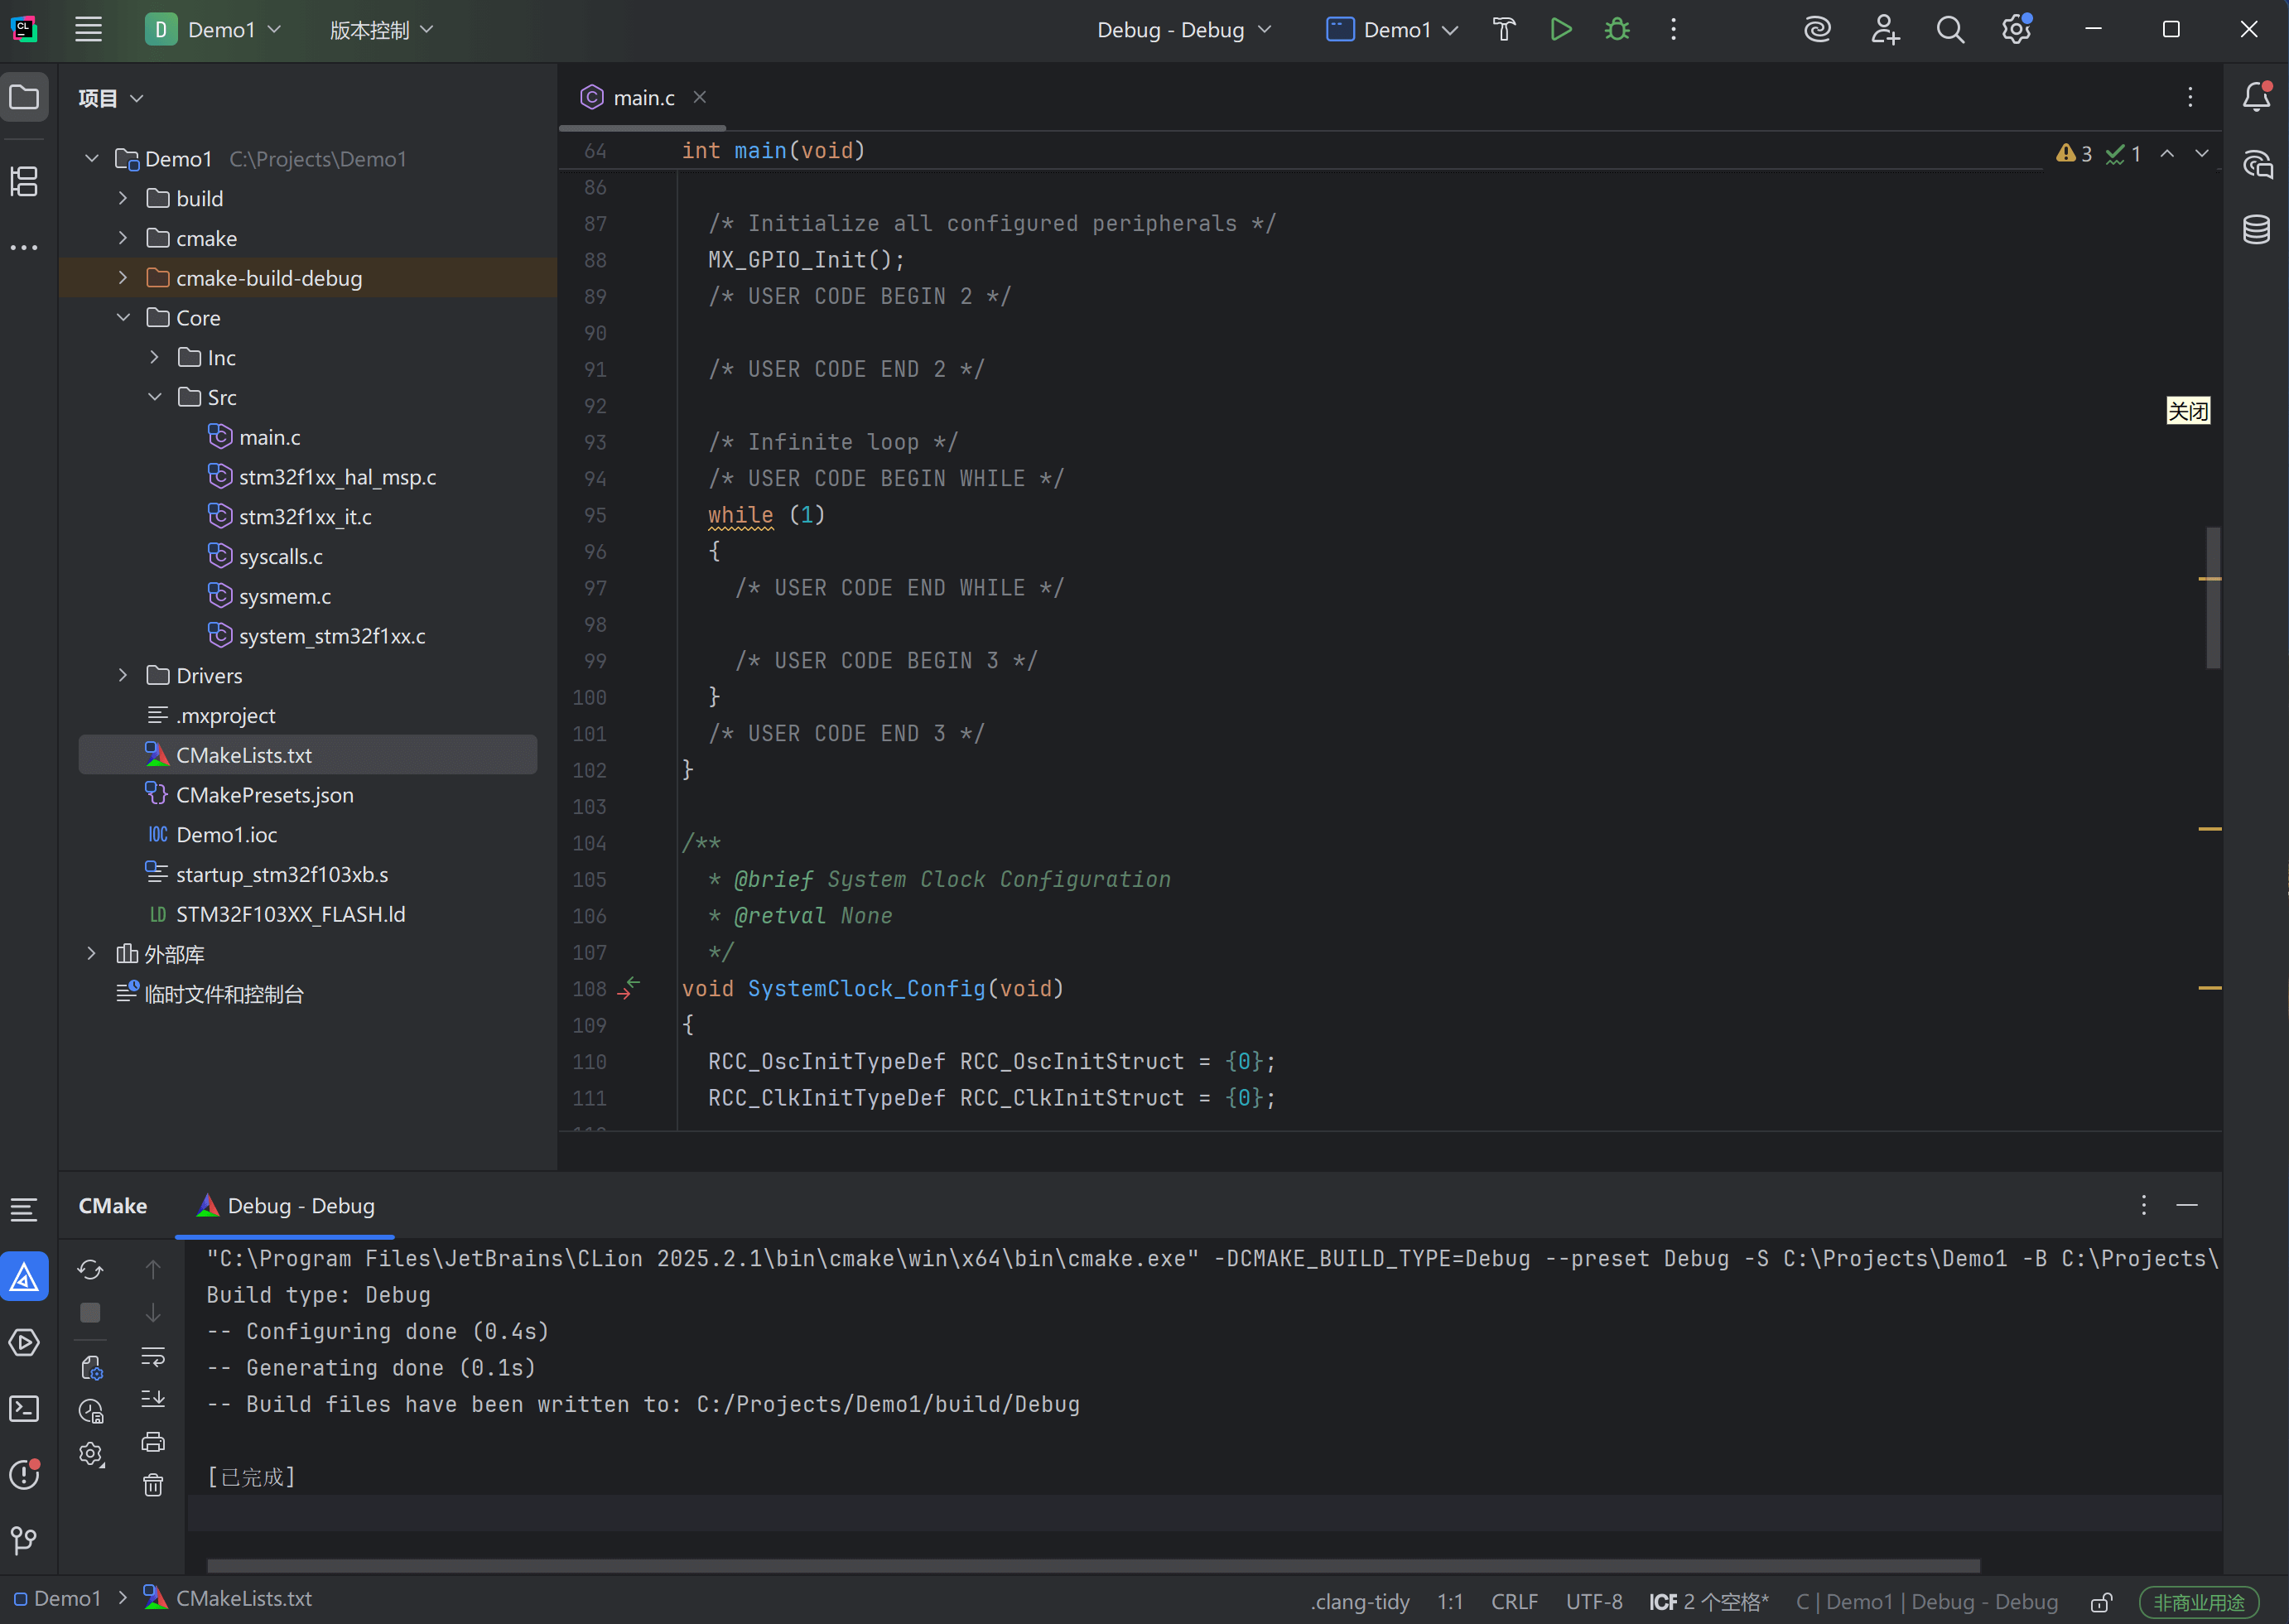 CL
D Demo1 版本控制 Debug - Debug Demo1
项目
Demo1 C:\Projects\Demo1
build
cmake
cmake-build-debug
Core
Inc
Src
main.c
stm32f1xx_hal_msp.c
stm32f1xx_it.c
syscalls.c
sysmem.c
system_stm32f1xx.c
Drivers
.mxproject
CMakeLists.txt
CMakePresets.json
IOC Demo1.ioc
startup_stm32f103xb.s
LD STM32F103XX_FLASH.ld
外部库
临时文件和控制台
main.c
64 int main(void)
3 1
86
87 /* Initialize all configured peripherals */
88 MX_GPIO_Init();
89 /* USER CODE BEGIN 2 */
90
91 /* USER CODE END 2 */
92
关闭
93 /* Infinite loop */
94 /* USER CODE BEGIN WHILE */
95 while (1)
96 {
97 /* USER CODE END WHILE */
98
99 /* USER CODE BEGIN 3 */
100 }
101 /* USER CODE END 3 */
102 }
103
104 /**
105 * @brief System Clock Configuration
106 * @retval None
107 */
108 void SystemClock_Config(void)
109 {
110 RCC_OscInitTypeDef RCC_OscInitStruct = {0};
111 RCC_ClkInitTypeDef RCC_ClkInitStruct = {0};
CMake Debug - Debug
"C:\Program Files\JetBrains\CLion 2025.2.1\bin\cmake\win\x64\bin\cmake.exe" -DCMAKE_BUILD_TYPE=Debug --preset Debug -S C:\Projects\Demo1 -B C:\Projects\
Build type: Debug
-- Configuring done (0.4s)
-- Generating done (0.1s)
-- Build files have been written to: C:/Projects/Demo1/build/Debug
[已完成]
Demo1 CMakeLists.txt .clang-tidy 1:1 CRLF UTF-8 ICF 2 个空格* C | Demo1 | Debug - Debug 非商业用途